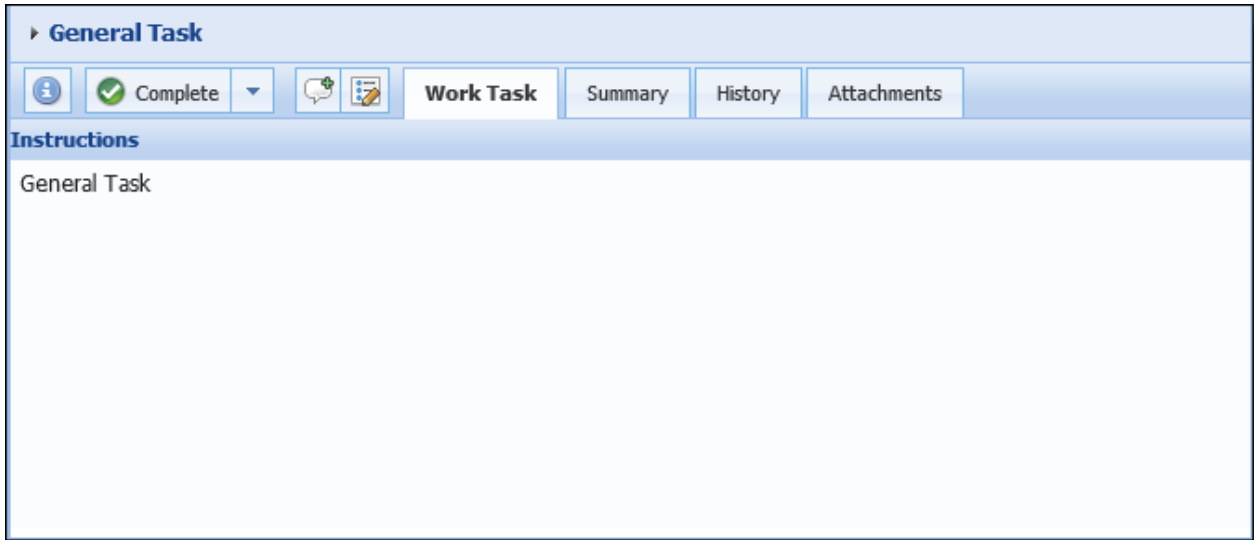 General Task
Complete Work Task Summary History Attachments
Instructions
General Task